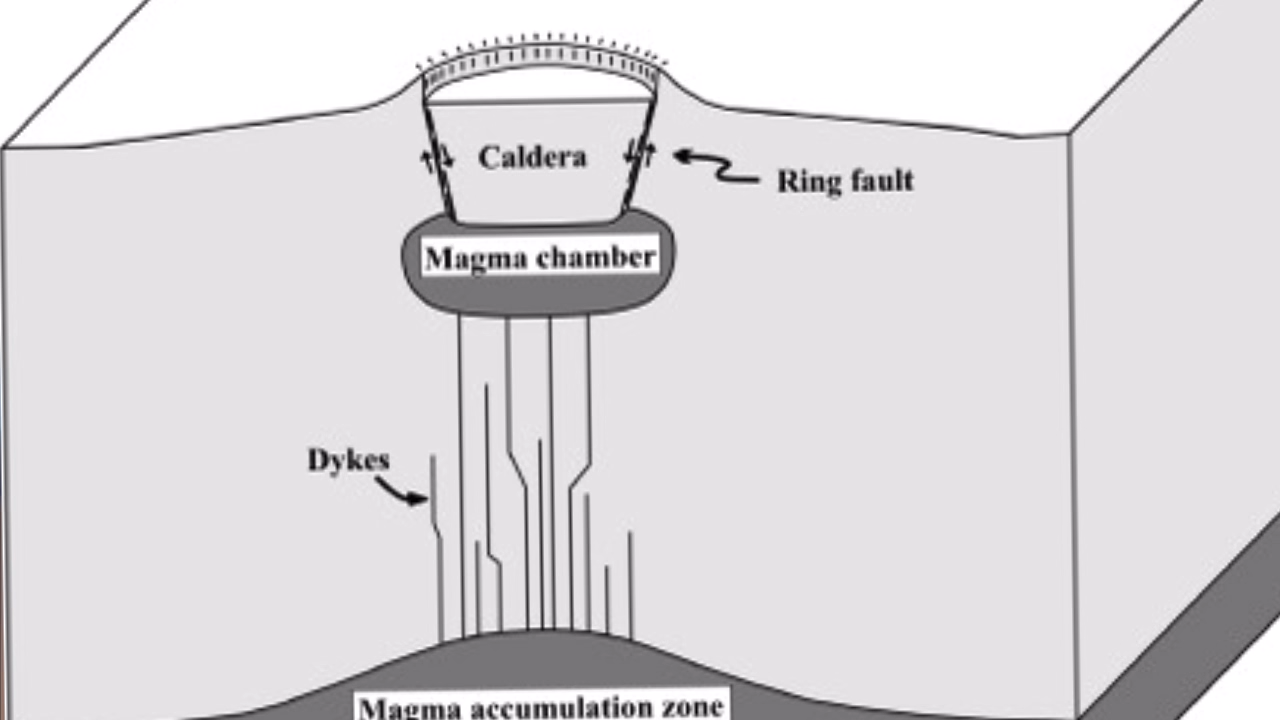 Caldera
Ring fault
Magma chamber
Dykes
Magma accumulation zone